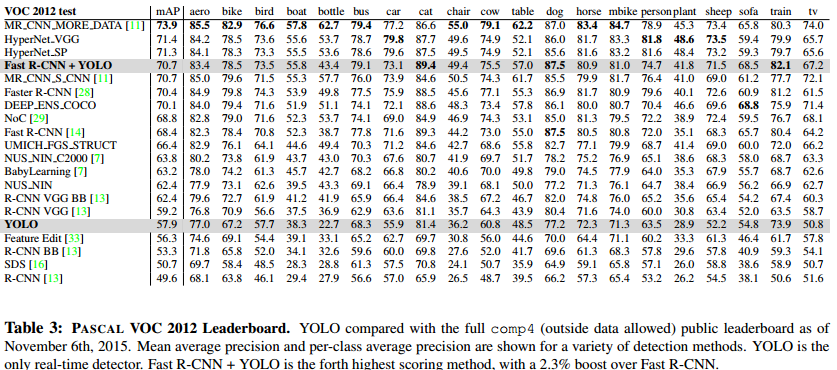 VOC 2012 test mAP aero bike bird boat bottle bus car cat chair cow table dog horse mbike person plant sheep sofa train tv
MR_CNN_MORE_DATA [11] 73.9 85.5 82.9 76.6 57.8 62.7 79.4 77.2 86.6 55.0 79.1 62.2 87.0 83.4 84.7 78.9 45.3 73.4 65.8 80.3 74.0
HyperNet_VGG 71.4 84.2 78.5 73.6 55.6 53.7 78.7 79.8 87.7 49.6 74.9 52.1 86.0 81.7 83.3 81.8 48.6 73.5 59.4 79.9 65.7
HyperNet_SP 71.3 84.1 78.3 73.3 55.5 53.6 78.6 79.6 87.5 49.5 74.9 52.1 85.6 81.6 83.2 81.6 48.4 73.2 59.3 79.7 65.6
Fast R-CNN + YOLO 70.7 83.4 78.5 73.5 55.8 43.4 79.1 73.1 89.4 49.4 75.5 57.0 87.5 80.9 81.0 74.7 41.8 71.5 68.5 82.1 67.2
MR_CNN_S_CNN [11] 70.7 85.0 79.6 71.5 55.3 57.7 76.0 73.9 84.6 50.5 74.3 61.7 85.5 79.9 81.7 76.4 41.0 69.0 61.2 77.7 72.1
Faster R-CNN [28] 70.4 84.9 79.8 74.3 53.9 49.8 77.5 75.9 88.5 45.6 77.1 55.3 86.9 81.7 80.9 79.6 40.1 72.6 60.9 81.2 61.5
DEEP_ENS_COCO 70.1 84.0 79.4 71.6 51.9 51.1 74.1 72.1 88.6 48.3 73.4 57.8 86.1 80.0 80.7 70.4 46.6 69.6 68.8 75.9 71.4
NoC [29] 68.8 82.8 79.0 71.6 52.3 53.7 74.1 69.0 84.9 46.9 74.3 53.1 85.0 81.3 79.5 72.2 38.9 72.4 59.5 76.7 68.1
Fast R-CNN [14] 68.4 82.3 78.4 70.8 52.3 38.7 77.8 71.6 89.3 44.2 73.0 55.0 87.5 80.5 80.8 72.0 35.1 68.3 65.7 80.4 64.2
UMICH_FGS_STRUCT 66.4 82.9 76.1 64.1 44.6 49.4 70.3 71.2 84.6 42.7 68.6 55.8 82.7 77.1 79.9 68.7 41.4 69.0 60.0 72.0 66.2
NUS_NIN_C2000 [7] 63.8 80.2 73.8 61.9 43.7 43.0 70.3 67.6 80.7 41.9 69.7 51.7 78.2 75.2 76.9 65.1 38.6 68.3 58.0 68.7 63.3
BabyLearning [7] 63.2 78.0 74.2 61.3 45.7 42.7 68.2 66.8 80.2 40.6 70.0 49.8 79.0 74.5 77.9 64.0 35.3 67.9 55.7 68.7 62.6
NUS_NIN 62.4 77.9 73.1 62.6 39.5 43.3 69.1 66.4 78.9 39.1 68.1 50.0 77.2 71.3 76.1 64.7 38.4 66.9 56.2 66.9 62.7
R-CNN VGG BB [13] 62.4 79.6 72.7 61.9 41.2 41.9 65.9 66.4 84.6 38.5 67.2 46.7 82.0 74.8 76.0 65.2 35.6 65.4 54.2 67.4 60.3
R-CNN VGG [13] 59.2 76.8 70.9 56.6 37.5 36.9 62.9 63.6 81.1 35.7 64.3 43.9 80.4 71.6 74.0 60.0 30.8 63.4 52.0 63.5 58.7
YOLO 57.9 77.0 67.2 57.7 38.3 22.7 68.3 55.9 81.4 36.2 60.8 48.5 77.2 72.3 71.3 63.5 28.9 52.2 54.8 73.9 50.8
Feature Edit [33] 56.3 74.6 69.1 54.4 39.1 33.1 65.2 62.7 69.7 30.8 56.0 44.6 70.0 64.4 71.1 60.2 33.3 61.3 46.4 61.7 57.8
R-CNN BB [13] 53.3 71.8 65.8 52.0 34.1 32.6 59.6 60.0 69.8 27.6 52.0 41.7 69.6 61.3 68.3 57.8 29.6 57.8 40.9 59.3 54.1
SDS [16] 50.7 69.7 58.4 48.5 28.3 28.8 61.3 57.5 70.8 24.1 50.7 35.9 64.9 59.1 65.8 57.1 26.0 58.8 38.6 58.9 50.7
R-CNN [13] 49.6 68.1 63.8 46.1 29.4 27.9 56.6 57.0 65.9 26.5 48.7 39.5 66.2 57.3 65.4 53.2 26.2 54.5 38.1 50.6 51.6
Table 3: PASCAL VOC 2012 Leaderboard. YOLO compared with the full comp4 (outside data allowed) public leaderboard as of
November 6th, 2015. Mean average precision and per-class average precision are shown for a variety of detection methods. YOLO is the
only real-time detector. Fast R-CNN + YOLO is the forth highest scoring method, with a 2.3% boost over Fast R-CNN.